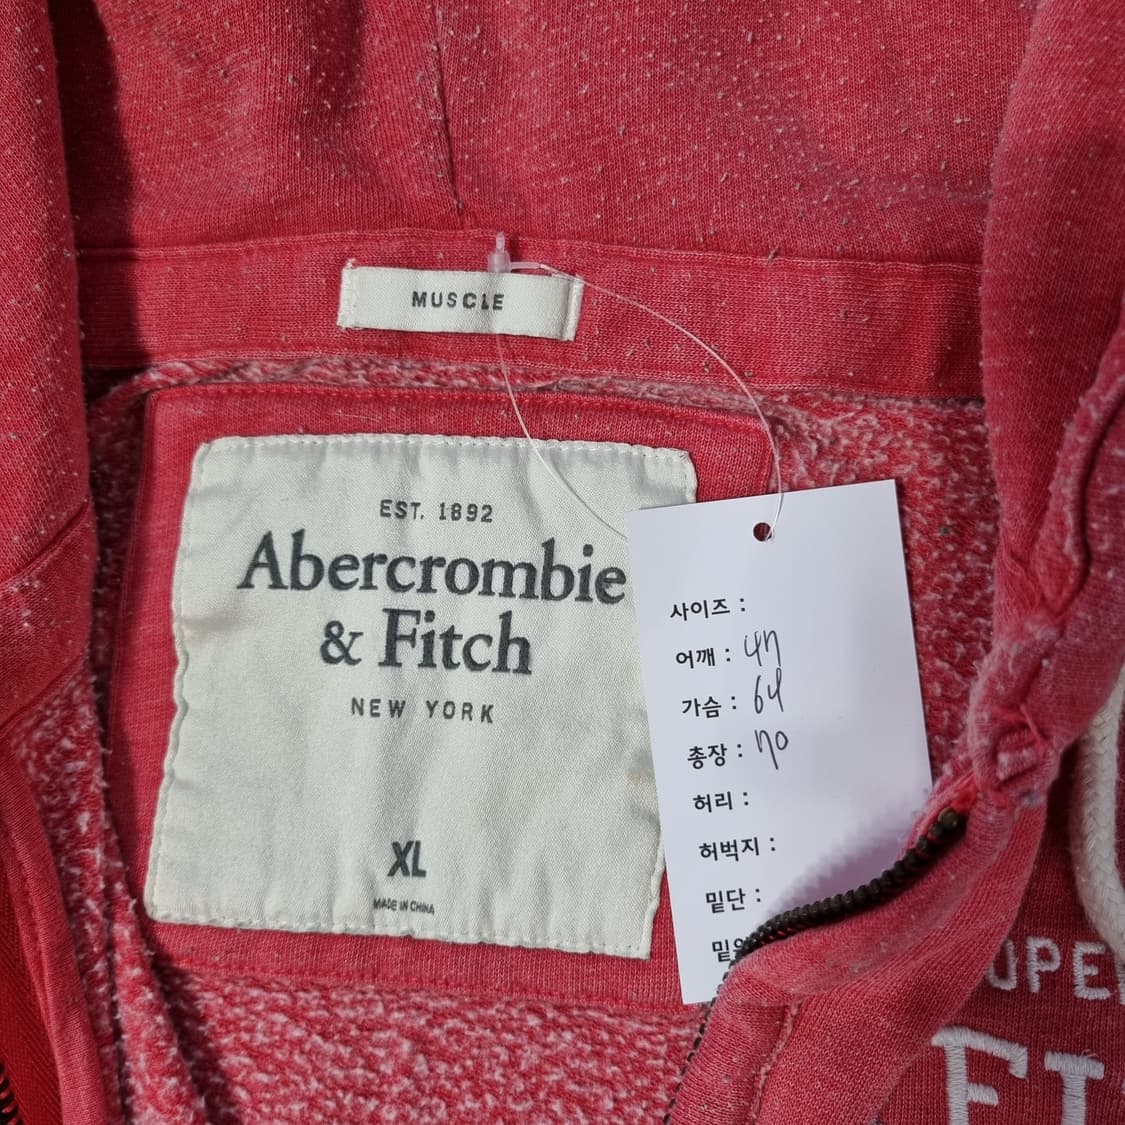 MUSCLE
EST. 1892
Abercrombie
& Fitch
NEW YORK
XL
MADE IN CHINA
사이즈 :
어깨 : 47
가슴 : 64
총장 : 70
허리 :
허벅지 :
밑단 :